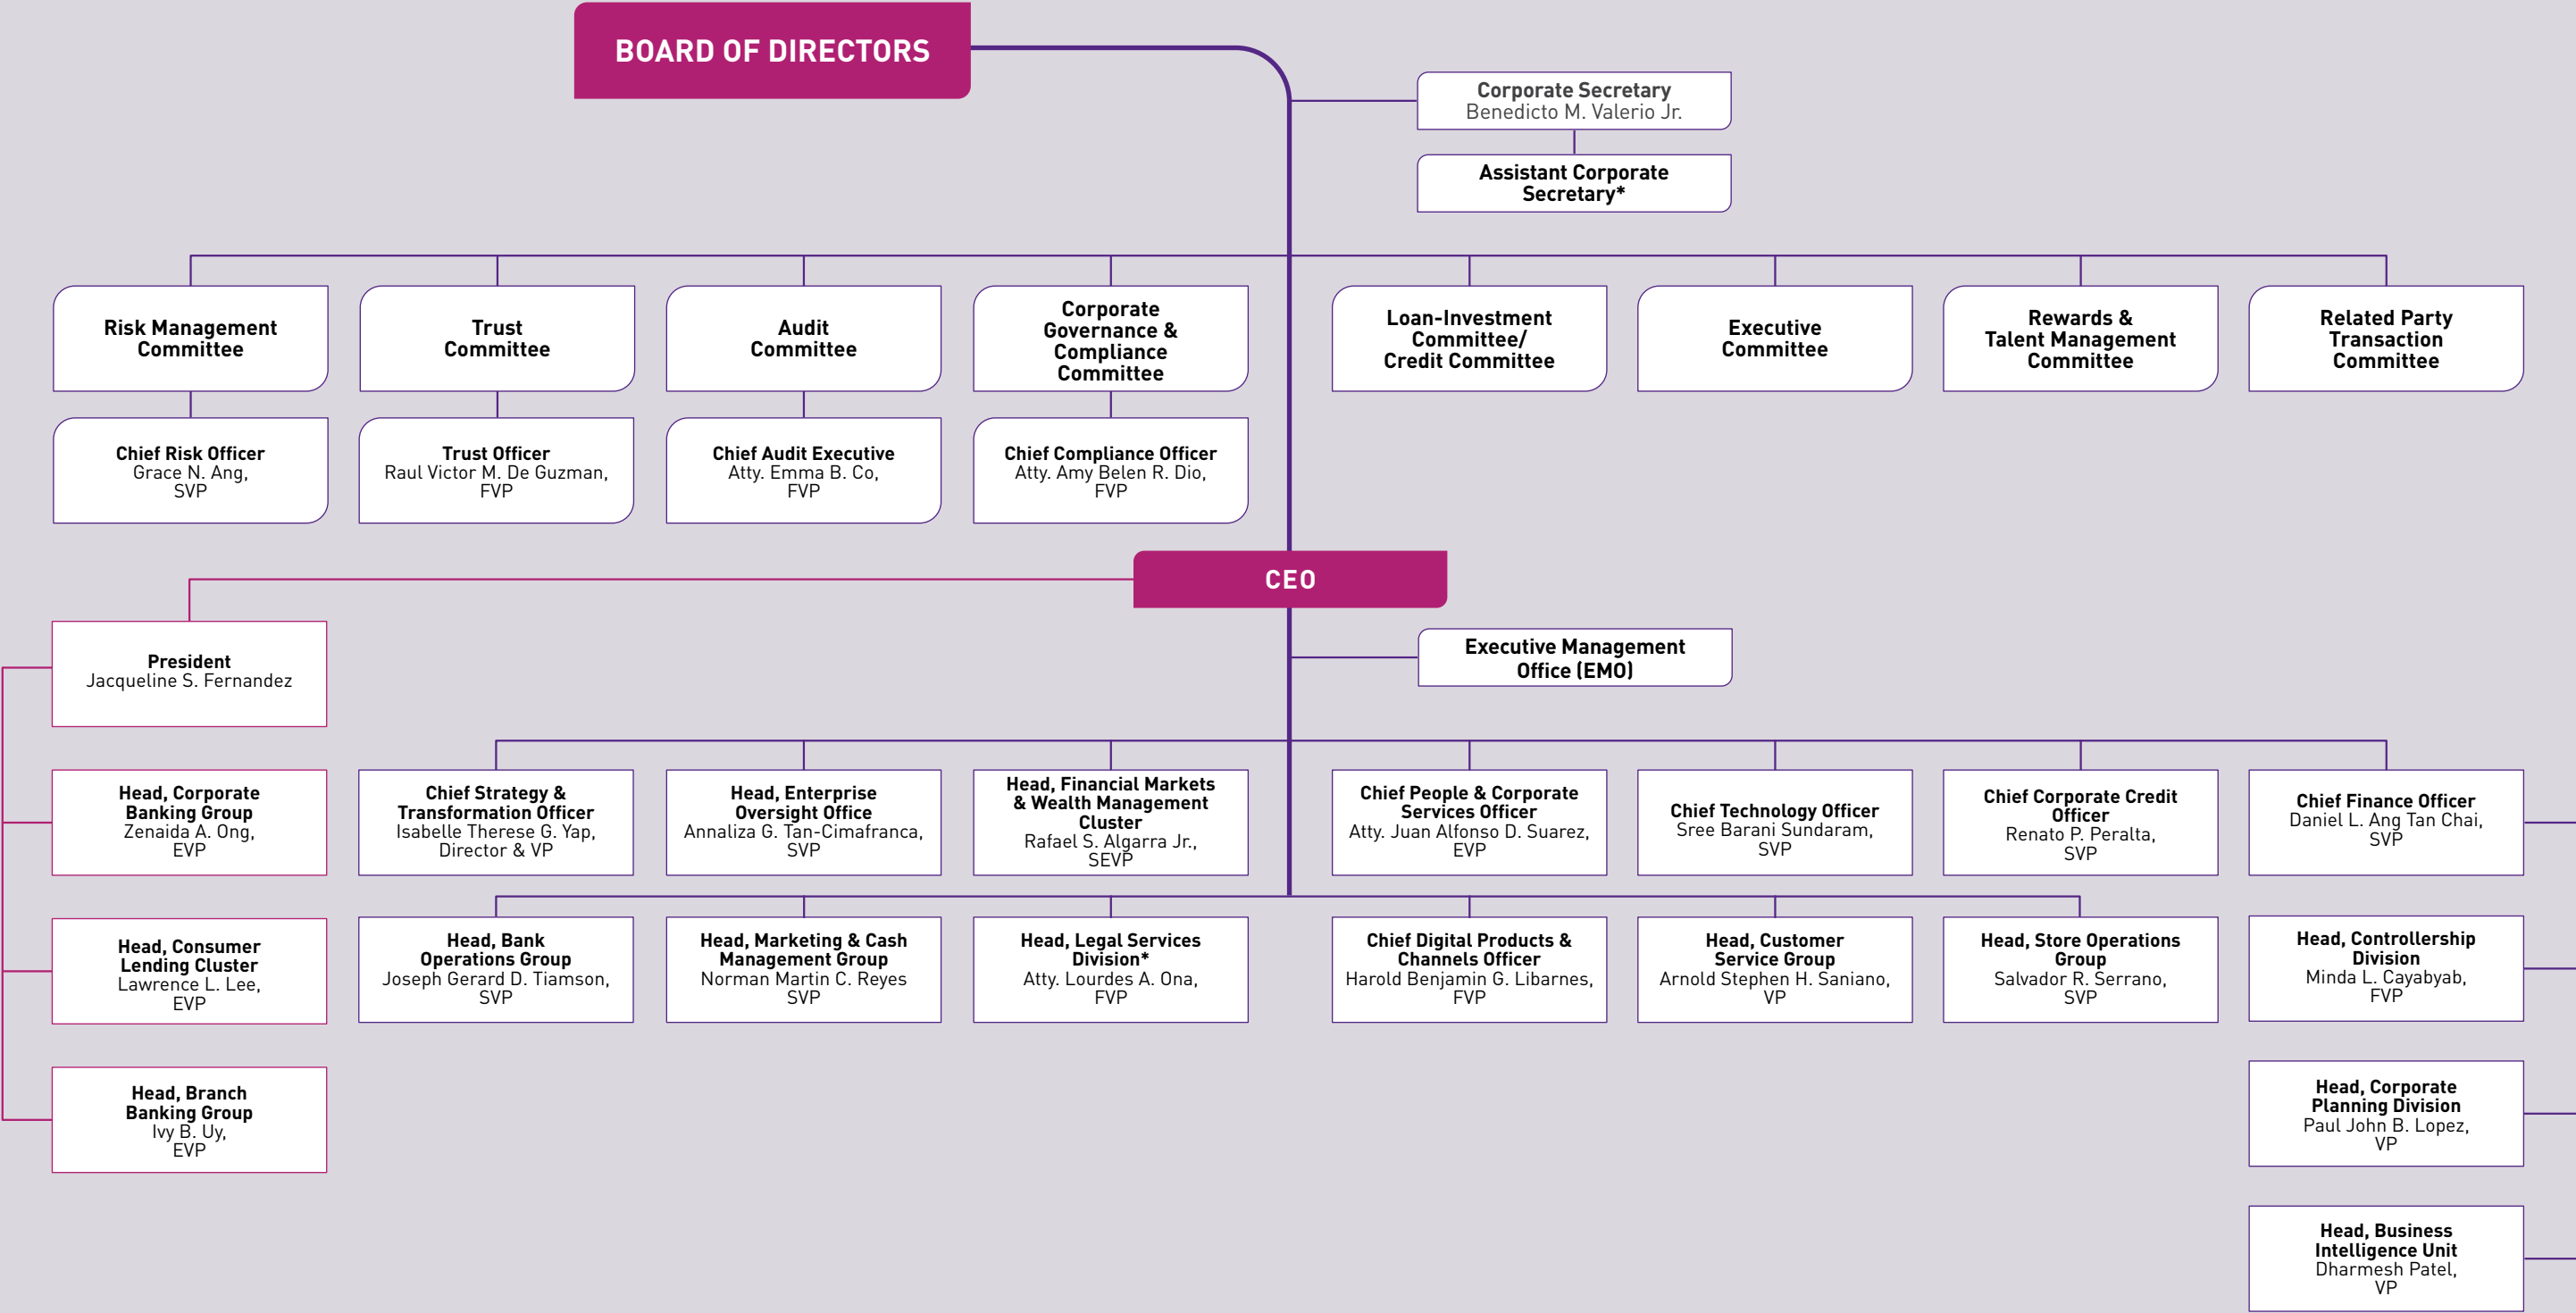 BOARD OF DIRECTORS
Corporate Secretary
Benedicto M. Valerio Jr.
Assistant Corporate
Secretary*
Risk Management
Committee
Trust
Committee
Audit
Committee
Corporate
Governance &
Compliance
Committee
Loan-Investment
Committee/
Credit Committee
Executive
Committee
Rewards &
Talent Management
Committee
Related Party
Transaction
Committee
Chief Risk Officer
Grace N. Ang,
SVP
Trust Officer
Raul Victor M. De Guzman,
FVP
Chief Audit Executive
Atty. Emma B. Co,
FVP
Chief Compliance Officer
Atty. Amy Belen R. Dio,
FVP
CEO
President
Jacqueline S. Fernandez
Executive Management
Office (EMO)
Head, Corporate
Banking Group
Zenaida A. Ong,
EVP
Chief Strategy &
Transformation Officer
Isabelle Therese G. Yap,
Director & VP
Head, Enterprise
Oversight Office
Annaliza G. Tan-Cimafranca,
SVP
Head, Financial Markets
& Wealth Management
Cluster
Rafael S. Algarra Jr.,
SEVP
Chief People & Corporate
Services Officer
Atty. Juan Alfonso D. Suarez,
EVP
Chief Technology Officer
Sree Barani Sundaram,
SVP
Chief Corporate Credit
Officer
Renato P. Peralta,
SVP
Chief Finance Officer
Daniel L. Ang Tan Chai,
SVP
Head, Consumer
Lending Cluster
Lawrence L. Lee,
EVP
Head, Bank
Operations Group
Joseph Gerard D. Tiamson,
SVP
Head, Marketing & Cash
Management Group
Norman Martin C. Reyes
SVP
Head, Legal Services
Division*
Atty. Lourdes A. Ona,
FVP
Chief Digital Products &
Channels Officer
Harold Benjamin G. Libarnes,
FVP
Head, Customer
Service Group
Arnold Stephen H. Saniano,
VP
Head, Store Operations
Group
Salvador R. Serrano,
SVP
Head, Controllership
Division
Minda L. Cayabyab,
FVP
Head, Branch
Banking Group
Ivy B. Uy,
EVP
Head, Corporate
Planning Division
Paul John B. Lopez,
VP
Head, Business
Intelligence Unit
Dharmesh Patel,
VP